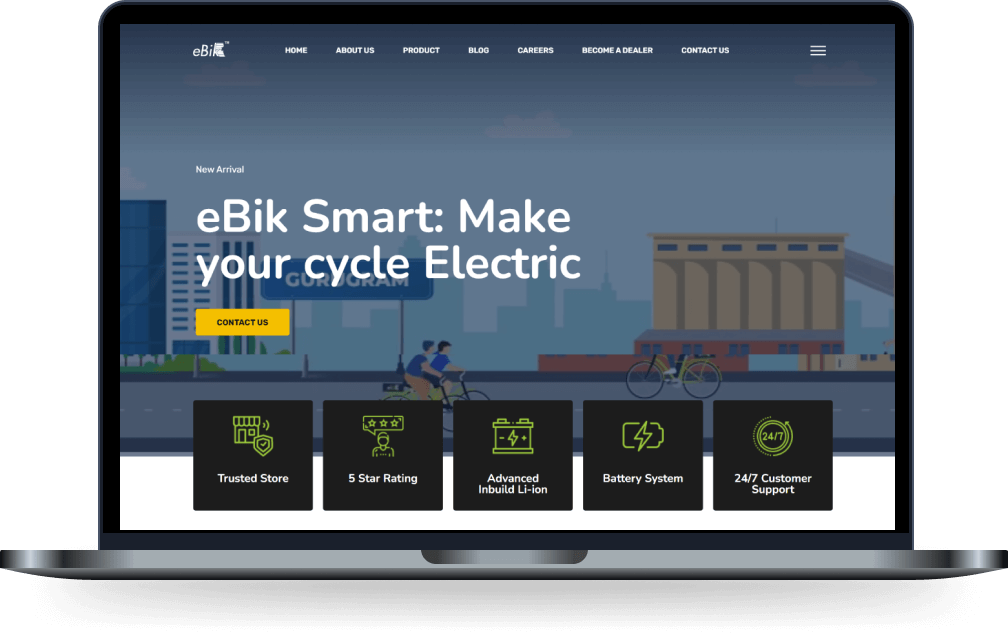 eBik™
HOME ABOUT US PRODUCT BLOG CAREERS BECOME A DEALER CONTACT US
New Arrival
eBik Smart: Make
your cycle Electric
GURUGRAM
CONTACT US
24/7
Trusted Store
5 Star Rating
Advanced
Inbuild Li-ion
Battery System
24/7 Customer
Support